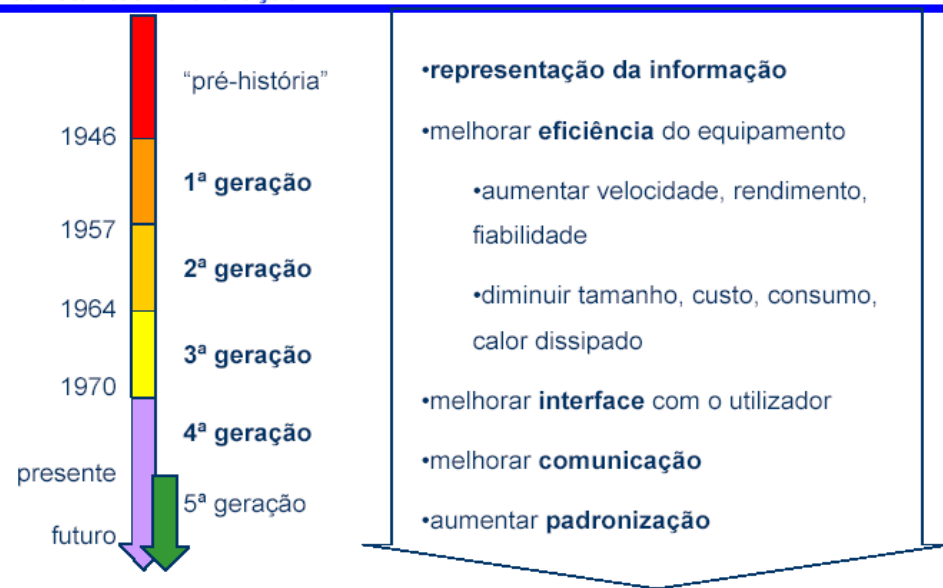 “pré-história”
1946
1ª geração
1957
2ª geração
1964
3ª geração
1970
4ª geração
presente
5ª geração
futuro
•representação da informação
•melhorar eficiência do equipamento
•aumentar velocidade, rendimento,
fiabilidade
•diminuir tamanho, custo, consumo,
calor dissipado
•melhorar interface com o utilizador
•melhorar comunicação
•aumentar padronização